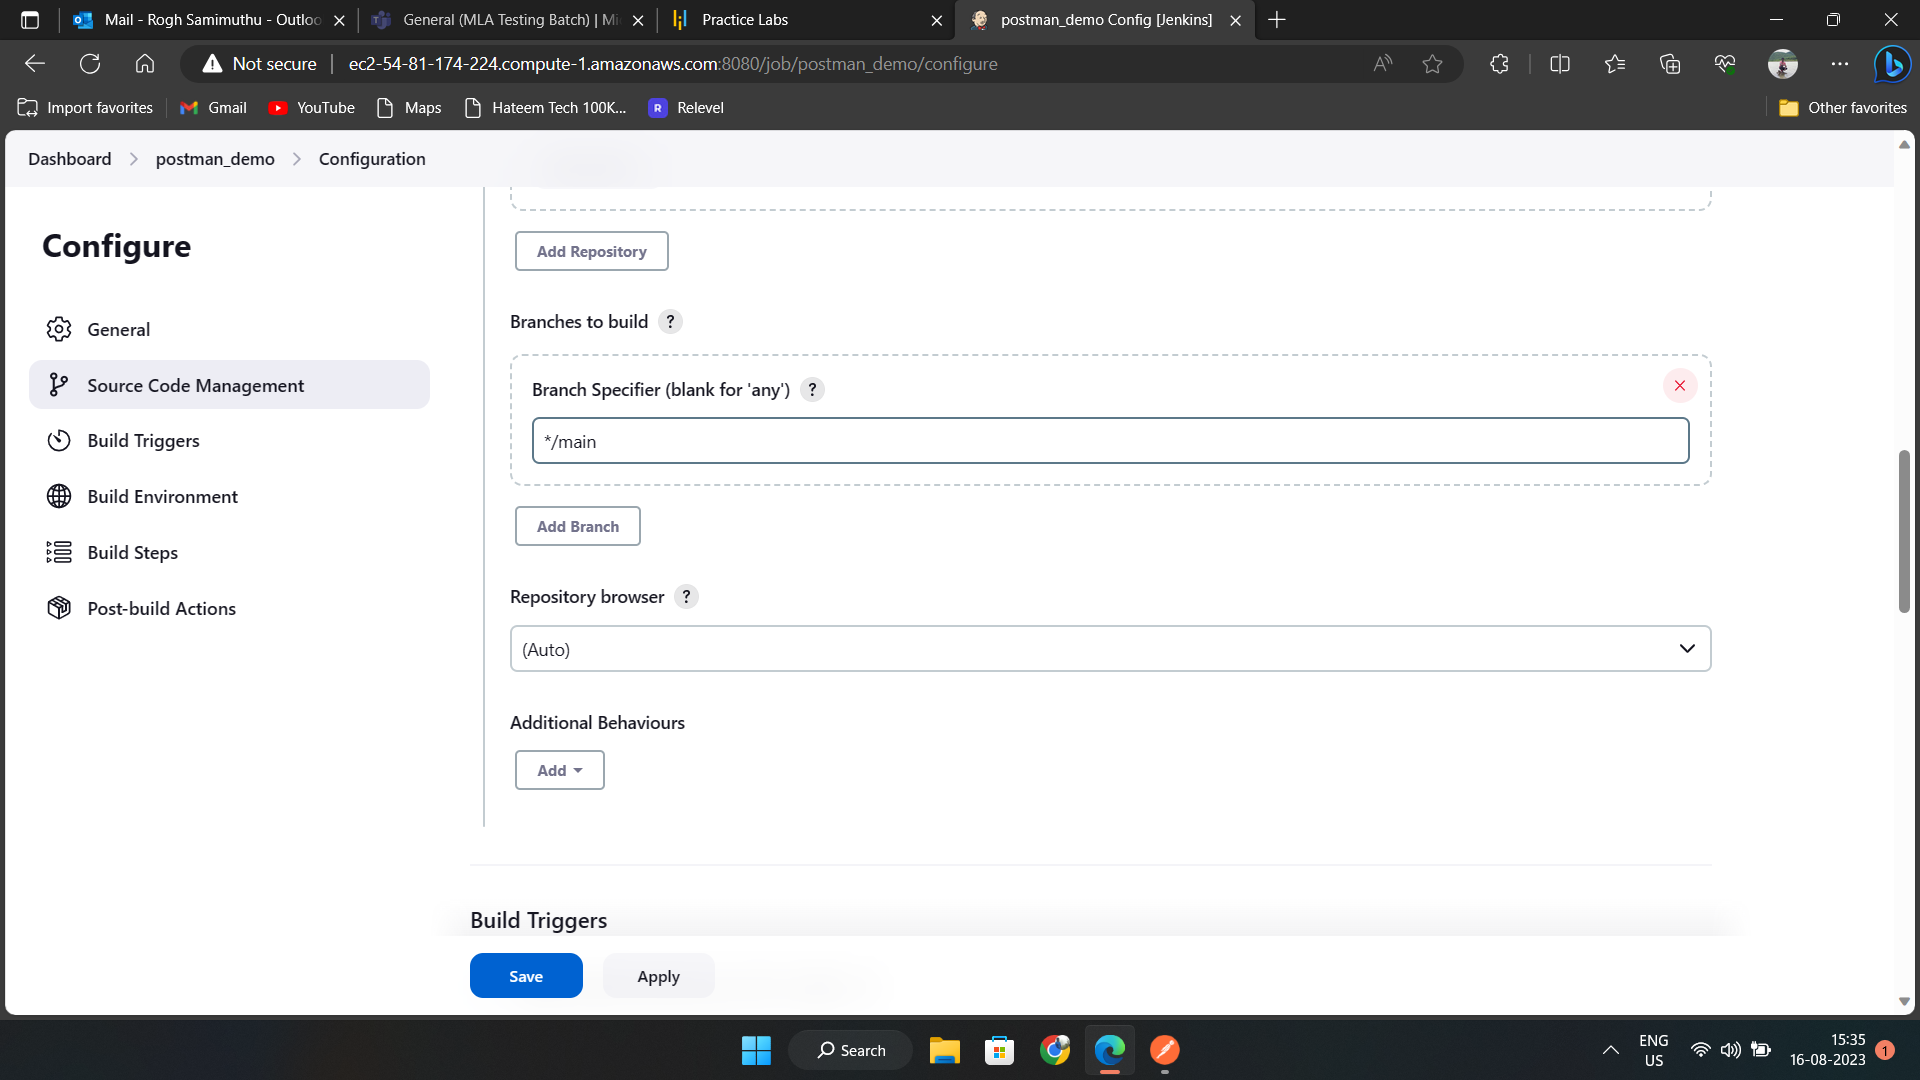 Mail - Rogh Samimuthu - Outloo
General (MLA Testing Batch) | Mi
Practice Labs
postman_demo Config [Jenkins]
Not secure
ec2-54-81-174-224.compute-1.amazonaws.com:8080/job/postman_demo/configure
Import favorites
Gmail
YouTube
Maps
Hateem Tech 100K...
R
Relevel
Other favorites
Dashboard
postman_demo
Configuration
Configure
General
Source Code Management
Build Triggers
Build Environment
Build Steps
Post-build Actions
Add Repository
Branches to build ?
Branch Specifier (blank for 'any') ?
*/main
Add Branch
Repository browser ?
(Auto)
Additional Behaviours
Add
Build Triggers
Save
Apply
Search
ENG
US
15:35
16-08-2023
1